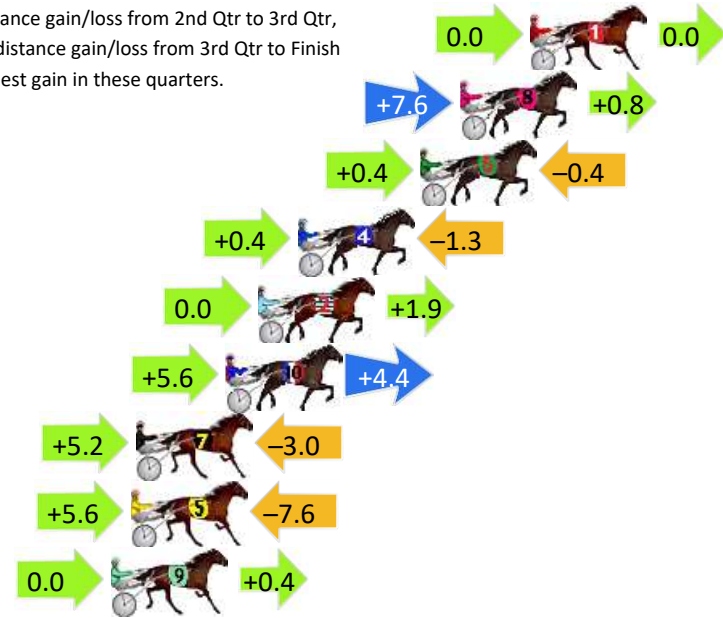 ance gain/loss from 2nd Qtr to 3rd Qtr,
distance gain/loss from 3rd Qtr to Finish
est gain in these quarters.
0.0 1 0.0
+7.6 8 +0.8
+0.4 6 –0.4
+0.4 4 –1.3
0.0 2 +1.9
+5.6 10 +4.4
+5.2 7 –3.0
+5.6 5 –7.6
0.0 9 +0.4